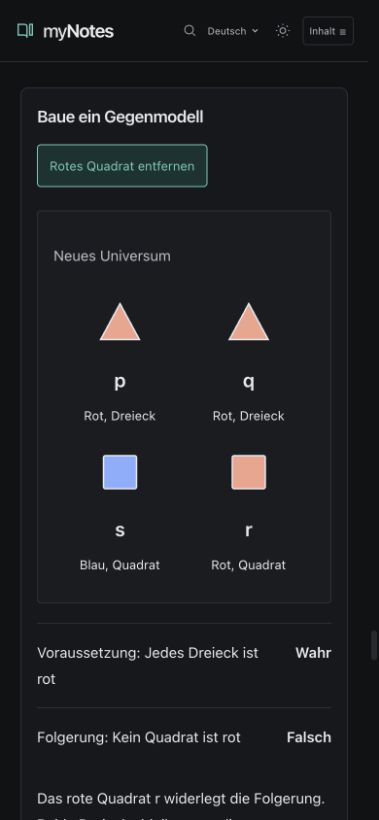 myNotes
Deutsch
Inhalt
Baue ein Gegenmodell
Rotes Quadrat entfernen
Neues Universum
p
q
Rot, Dreieck
Rot, Dreieck
s
r
Blau, Quadrat
Rot, Quadrat
Voraussetzung: Jedes Dreieck ist
rot
Wahr
Folgerung: Kein Quadrat ist rot
Falsch
Das rote Quadrat r widerlegt die Folgerung.